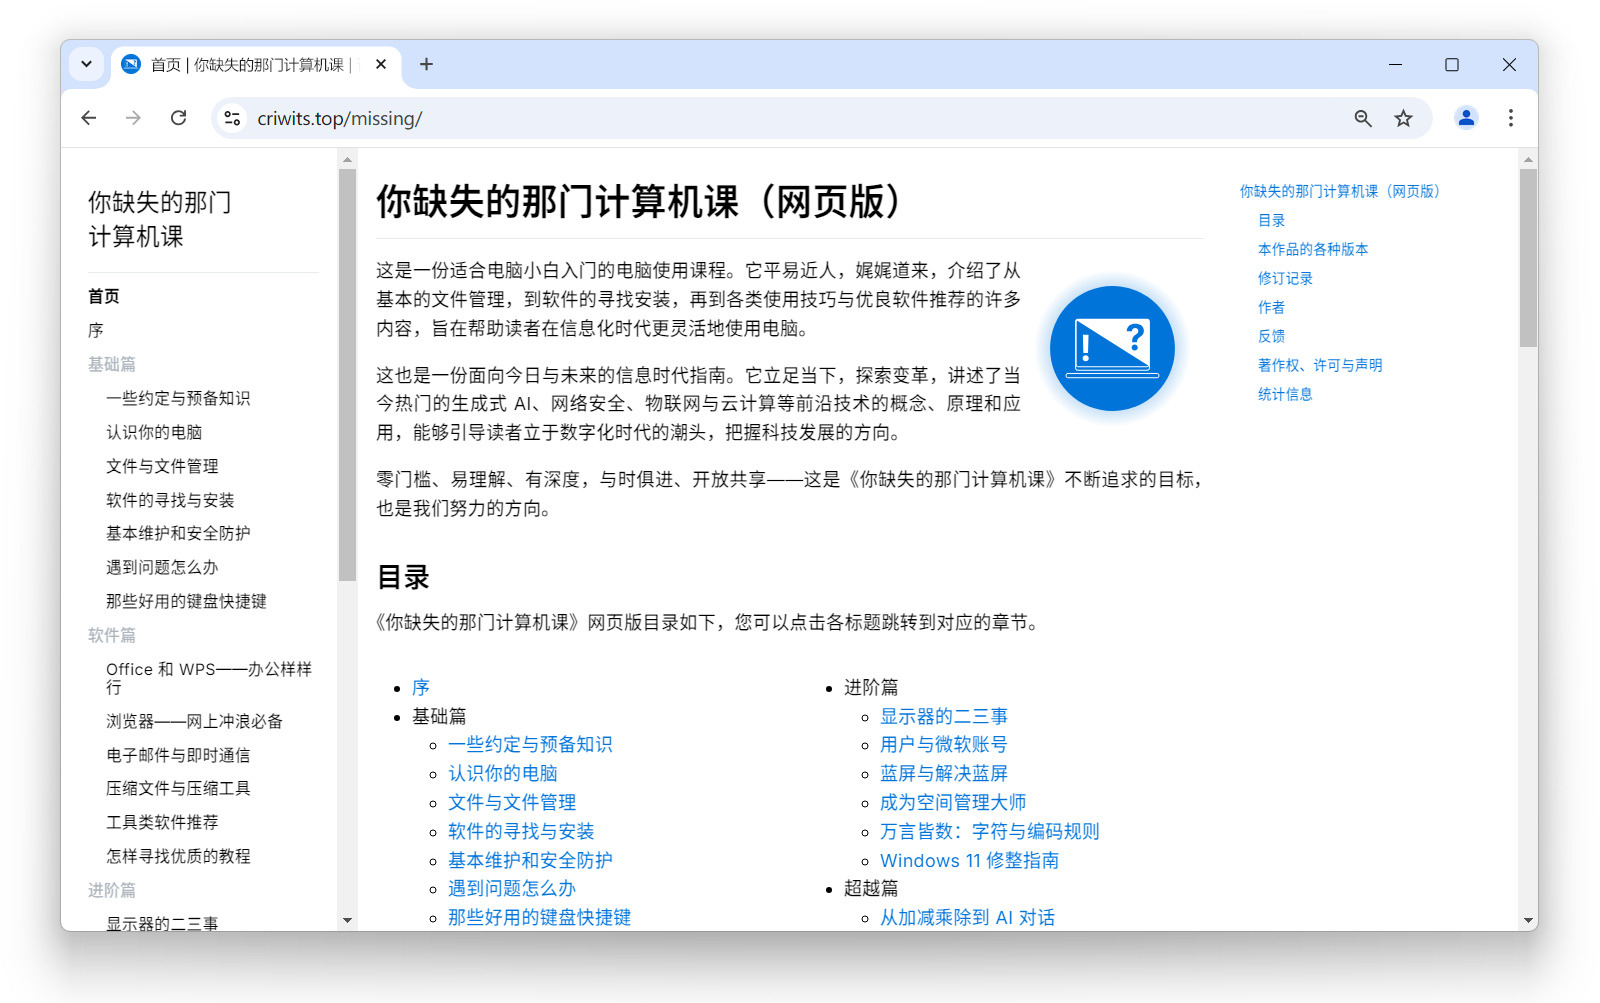 首页 | 你缺失的那门计算机课 |
criwits.top/missing/
你缺失的那门
计算机课
首页
序
基础篇
一些约定与预备知识
认识你的电脑
文件与文件管理
软件的寻找与安装
基本维护和安全防护
遇到问题怎么办
那些好用的键盘快捷键
软件篇
Office 和 WPS——办公样样
行
浏览器——网上冲浪必备
电子邮件与即时通信
压缩文件与压缩工具
工具类软件推荐
怎样寻找优质的教程
进阶篇
显示器的二三事
你缺失的那门计算机课（网页版）
这是一份适合电脑小白入门的电脑使用课程。它平易近人，娓娓道来，介绍了从
基本的文件管理，到软件的寻找安装，再到各类使用技巧与优良软件推荐的许多
内容，旨在帮助读者在信息化时代更灵活地使用电脑。
这也是一份面向今日与未来的信息时代指南。它立足当下，探索变革，讲述了当
今热门的生成式 AI、网络安全、物联网与云计算等前沿技术的概念、原理和应
用，能够引导读者立于数字化时代的潮头，把握科技发展的方向。
! ?
零门槛、易理解、有深度，与时俱进、开放共享——这是《你缺失的那门计算机课》不断追求的目标，
也是我们努力的方向。
目录
《你缺失的那门计算机课》网页版目录如下，您可以点击各标题跳转到对应的章节。
序
基础篇
一些约定与预备知识
认识你的电脑
文件与文件管理
软件的寻找与安装
基本维护和安全防护
遇到问题怎么办
那些好用的键盘快捷键
进阶篇
显示器的二三事
用户与微软账号
蓝屏与解决蓝屏
成为空间管理大师
万言皆数：字符与编码规则
Windows 11 修整指南
超越篇
从加减乘除到 AI 对话
你缺失的那门计算机课（网页版）
目录
本作品的各种版本
修订记录
作者
反馈
著作权、许可与声明
统计信息